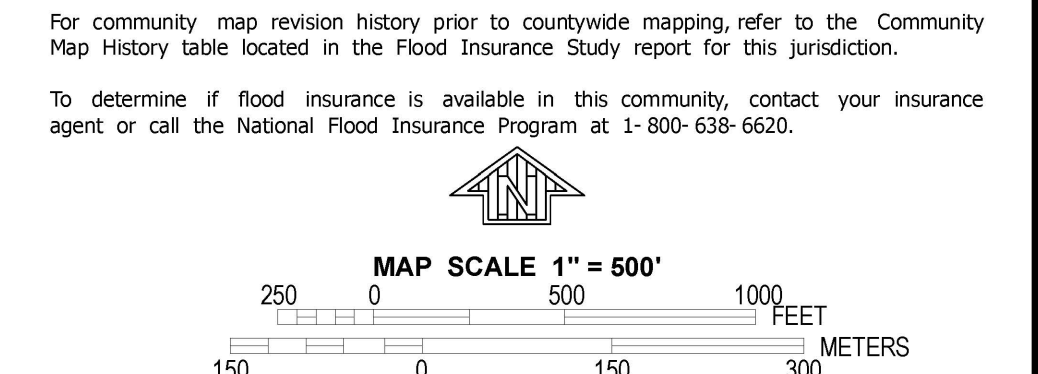 For community map revision history prior to countywide mapping, refer to the Community
Map History table located in the Flood Insurance Study report for this jurisdiction.
To determine if flood insurance is available in this community, contact your insurance
agent or call the National Flood Insurance Program at 1- 800- 638- 6620.
N
MAP SCALE 1" = 500'
250 0 500 1000
FEET
METERS
150 0 150 300